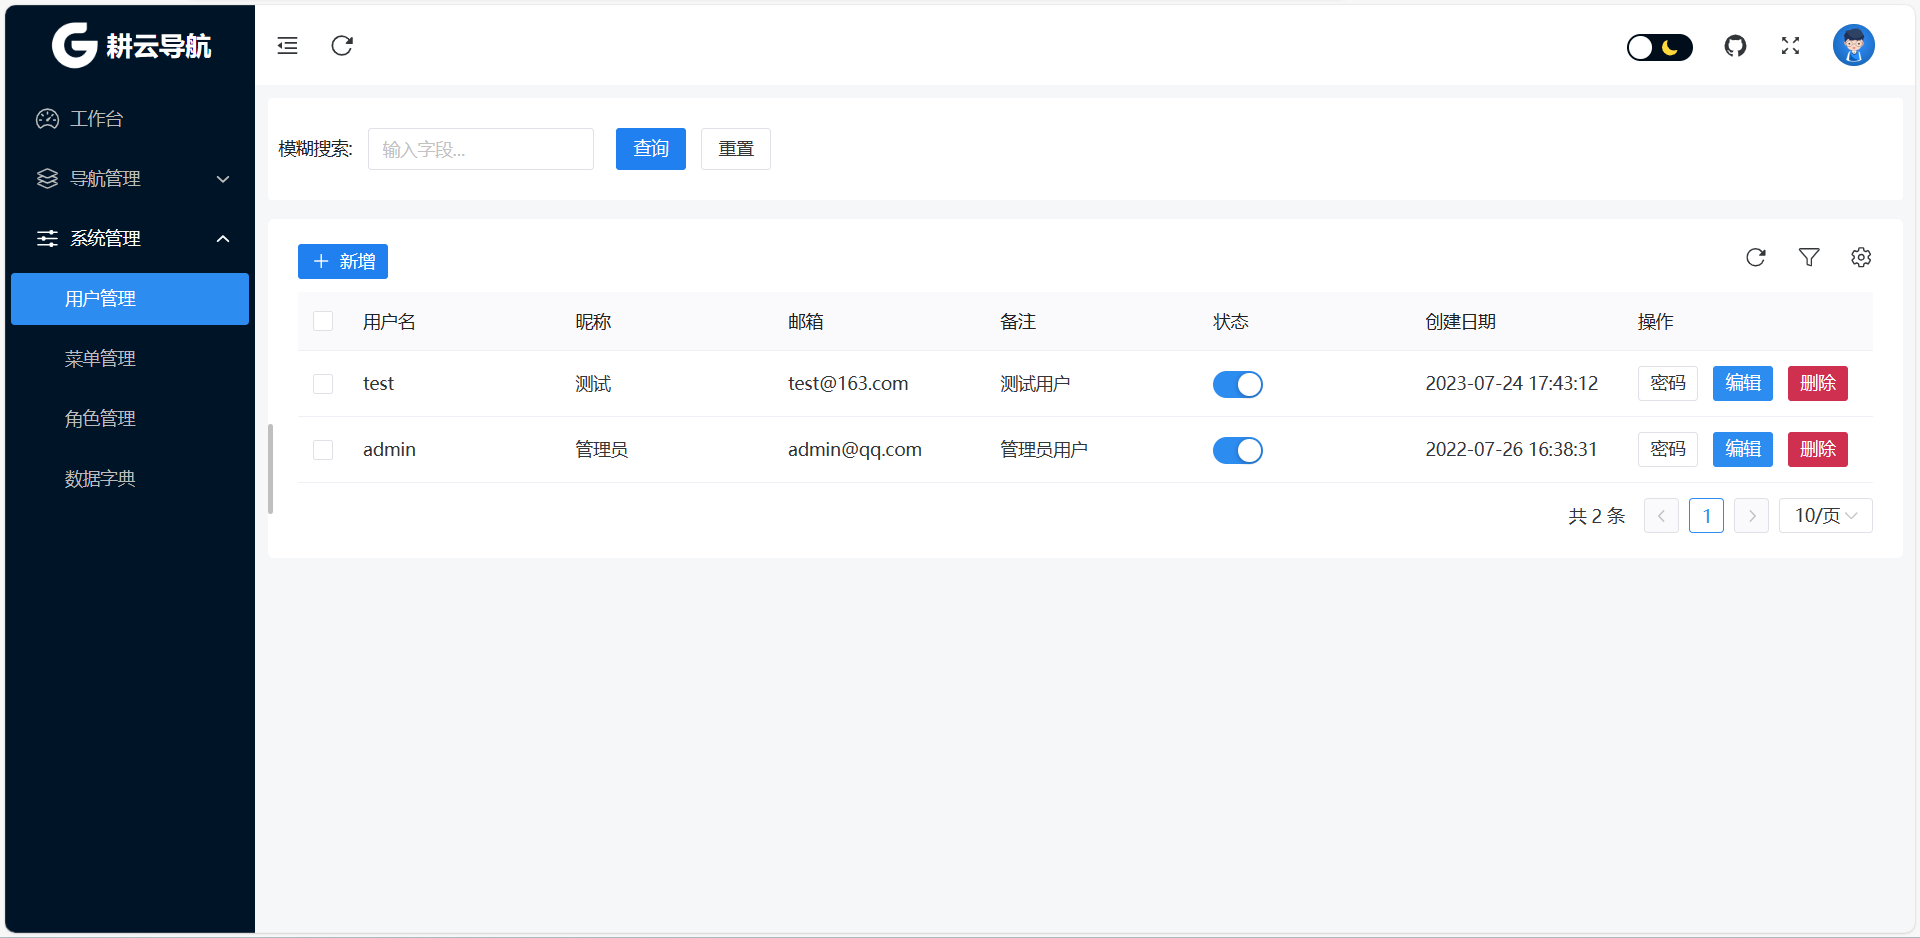 耕云导航
工作台
导航管理
系统管理
用户管理
菜单管理
角色管理
数据字典
模糊搜索: 输入字段... 查询 重置
新增
用户名 昵称 邮箱 备注 状态 创建日期 操作
test 测试 test@163.com 测试用户 2023-07-24 17:43:12 密码 编辑 删除
admin 管理员 admin@qq.com 管理员用户 2022-07-26 16:38:31 密码 编辑 删除
共 2 条 1 10/页